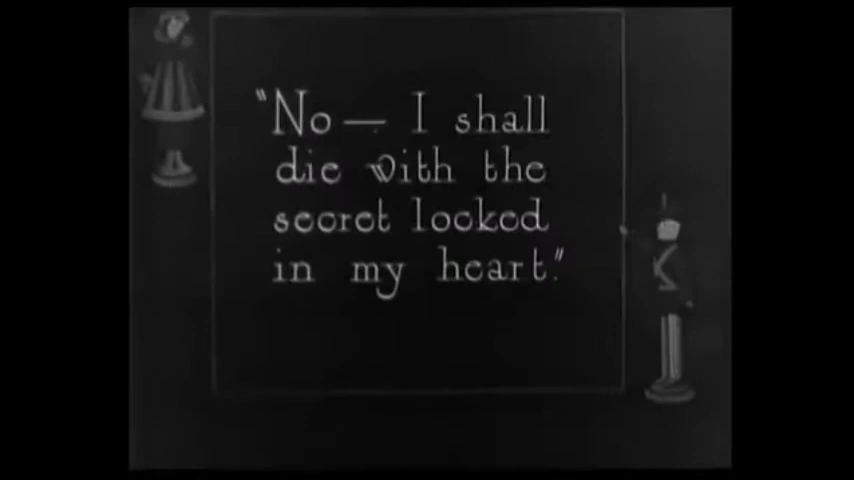 "No — I shall
die with the
secret locked
in my heart."